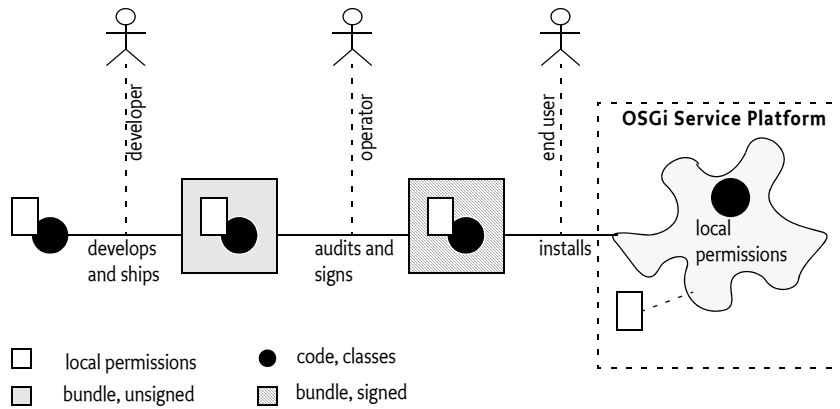 developer
operator
end user
OSGi Service Platform
develops
and ships
audits and
signs
installs
local
permissions
local permissions
code, classes
bundle, unsigned
bundle, signed